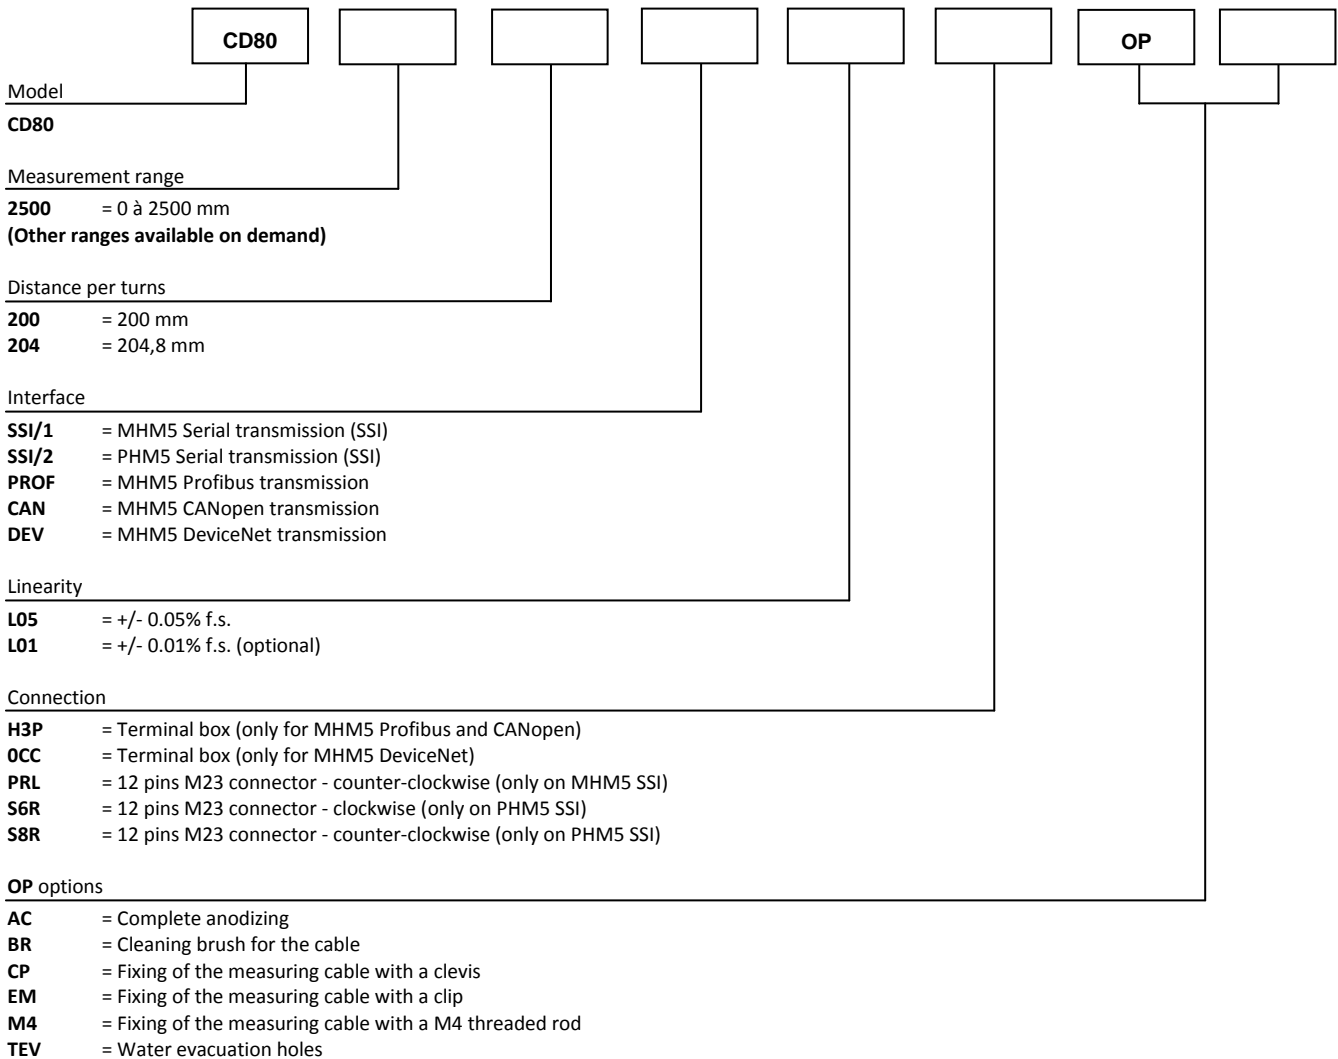 CD80 OP
Model
CD80
Measurement range
2500 = 0 à 2500 mm
(Other ranges available on demand)
Distance per turns
200 = 200 mm
204 = 204,8 mm
Interface
SSI/1 = MHM5 Serial transmission (SSI)
SSI/2 = PHM5 Serial transmission (SSI)
PROF = MHM5 Profibus transmission
CAN = MHM5 CANopen transmission
DEV = MHM5 DeviceNet transmission
Linearity
L05 = +/- 0.05% f.s.
L01 = +/- 0.01% f.s. (optional)
Connection
H3P = Terminal box (only for MHM5 Profibus and CANopen)
0CC = Terminal box (only for MHM5 DeviceNet)
PRL = 12 pins M23 connector - counter-clockwise (only on MHM5 SSI)
S6R = 12 pins M23 connector - clockwise (only on PHM5 SSI)
S8R = 12 pins M23 connector - counter-clockwise (only on PHM5 SSI)
OP options
AC = Complete anodizing
BR = Cleaning brush for the cable
CP = Fixing of the measuring cable with a clevis
EM = Fixing of the measuring cable with a clip
M4 = Fixing of the measuring cable with a M4 threaded rod
TEV = Water evacuation holes